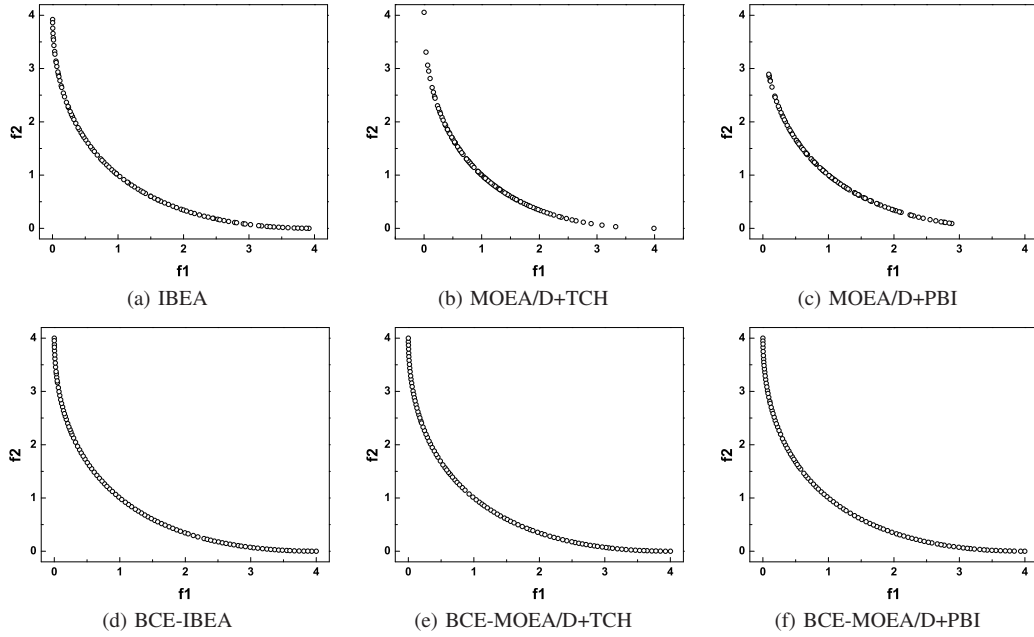 4
3
2
1
0
f2
0 1 2 3 4
f1
(a) IBEA
4
3
2
1
0
f2
0 1 2 3 4
f1
(b) MOEA/D+TCH
4
3
2
1
0
f2
0 1 2 3 4
f1
(c) MOEA/D+PBI
4
3
2
1
0
f2
0 1 2 3 4
f1
(d) BCE-IBEA
4
3
2
1
0
f2
0 1 2 3 4
f1
(e) BCE-MOEA/D+TCH
4
3
2
1
0
f2
0 1 2 3 4
f1
(f) BCE-MOEA/D+PBI